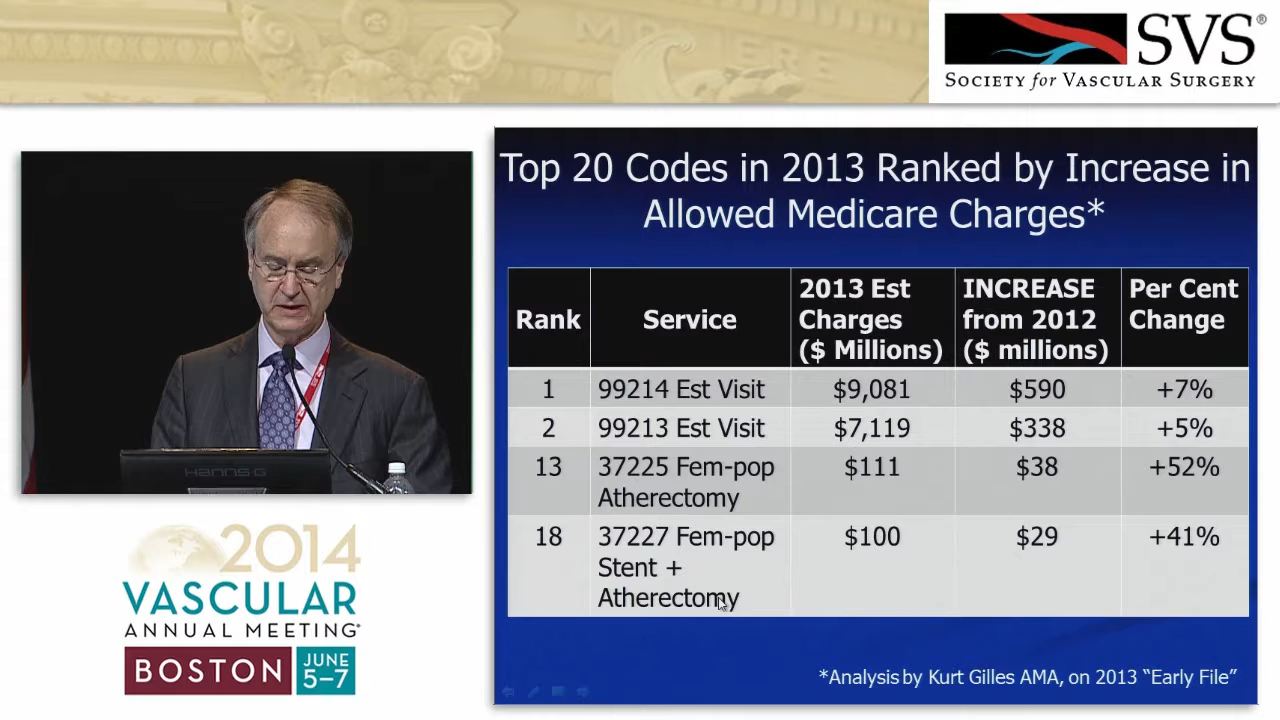 SVS®
SOCIETY for VASCULAR SURGERY
Top 20 Codes in 2013 Ranked by Increase in
Allowed Medicare Charges*
Rank Service 2013 Est Charges ($ Millions) INCREASE from 2012 ($ millions) Per Cent Change
1 99214 Est Visit $9,081 $590 +7%
2 99213 Est Visit $7,119 $338 +5%
13 37225 Fem-pop Atherectomy $111 $38 +52%
18 37227 Fem-pop Stent + Atherectomy $100 $29 +41%
*Analysis by Kurt Gilles AMA, on 2013 “Early File”
HANNS G
2014
VASCULAR
ANNUAL MEETING®
BOSTON JUNE 5–7